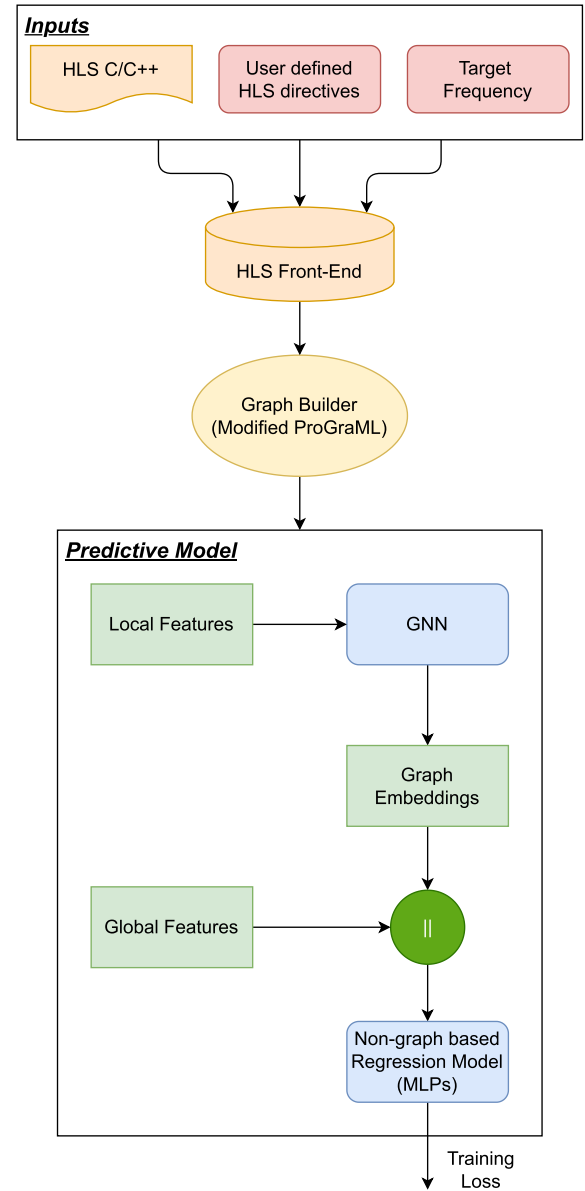 Inputs
HLS C/C++
User defined
HLS directives
Target
Frequency
HLS Front-End
Graph Builder
(Modified ProGraML)
Predictive Model
Local Features
GNN
Graph
Embeddings
Global Features
||
Non-graph based
Regression Model
(MLPs)
Training
Loss